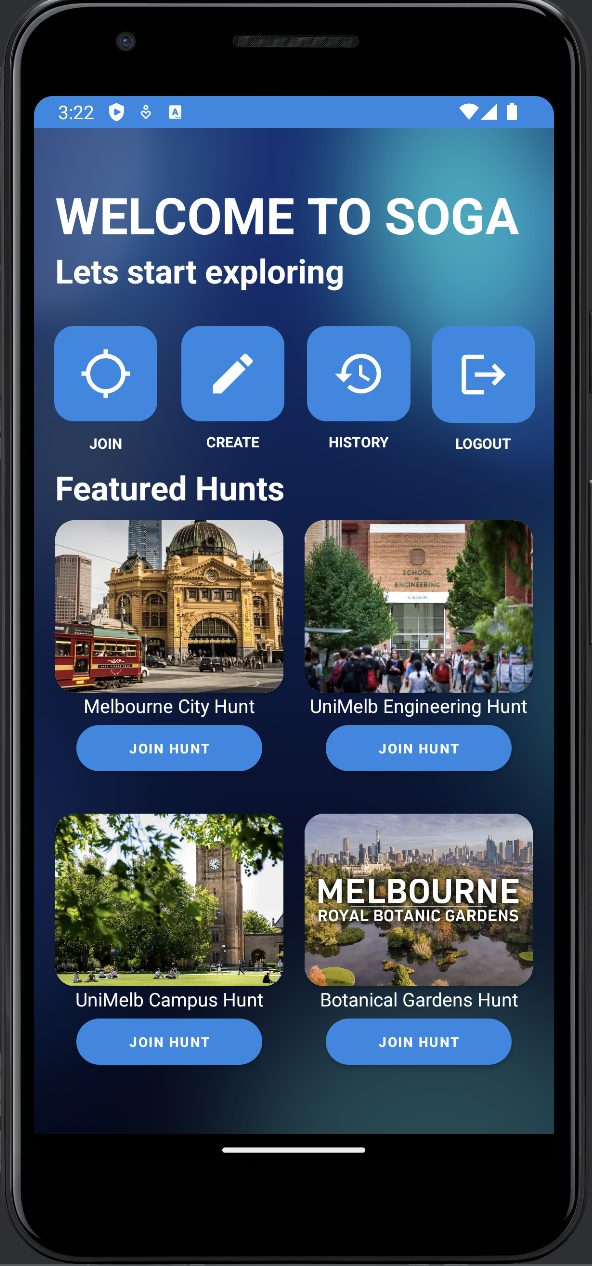 3:22
WELCOME TO SOGA
Lets start exploring
JOIN CREATE HISTORY LOGOUT
Featured Hunts
SCHOOL
ENGINEERING
Melbourne City Hunt UniMelb Engineering Hunt
JOIN HUNT JOIN HUNT
MELBOURNE
ROYAL BOTANIC GARDENS
UniMelb Campus Hunt Botanical Gardens Hunt
JOIN HUNT JOIN HUNT